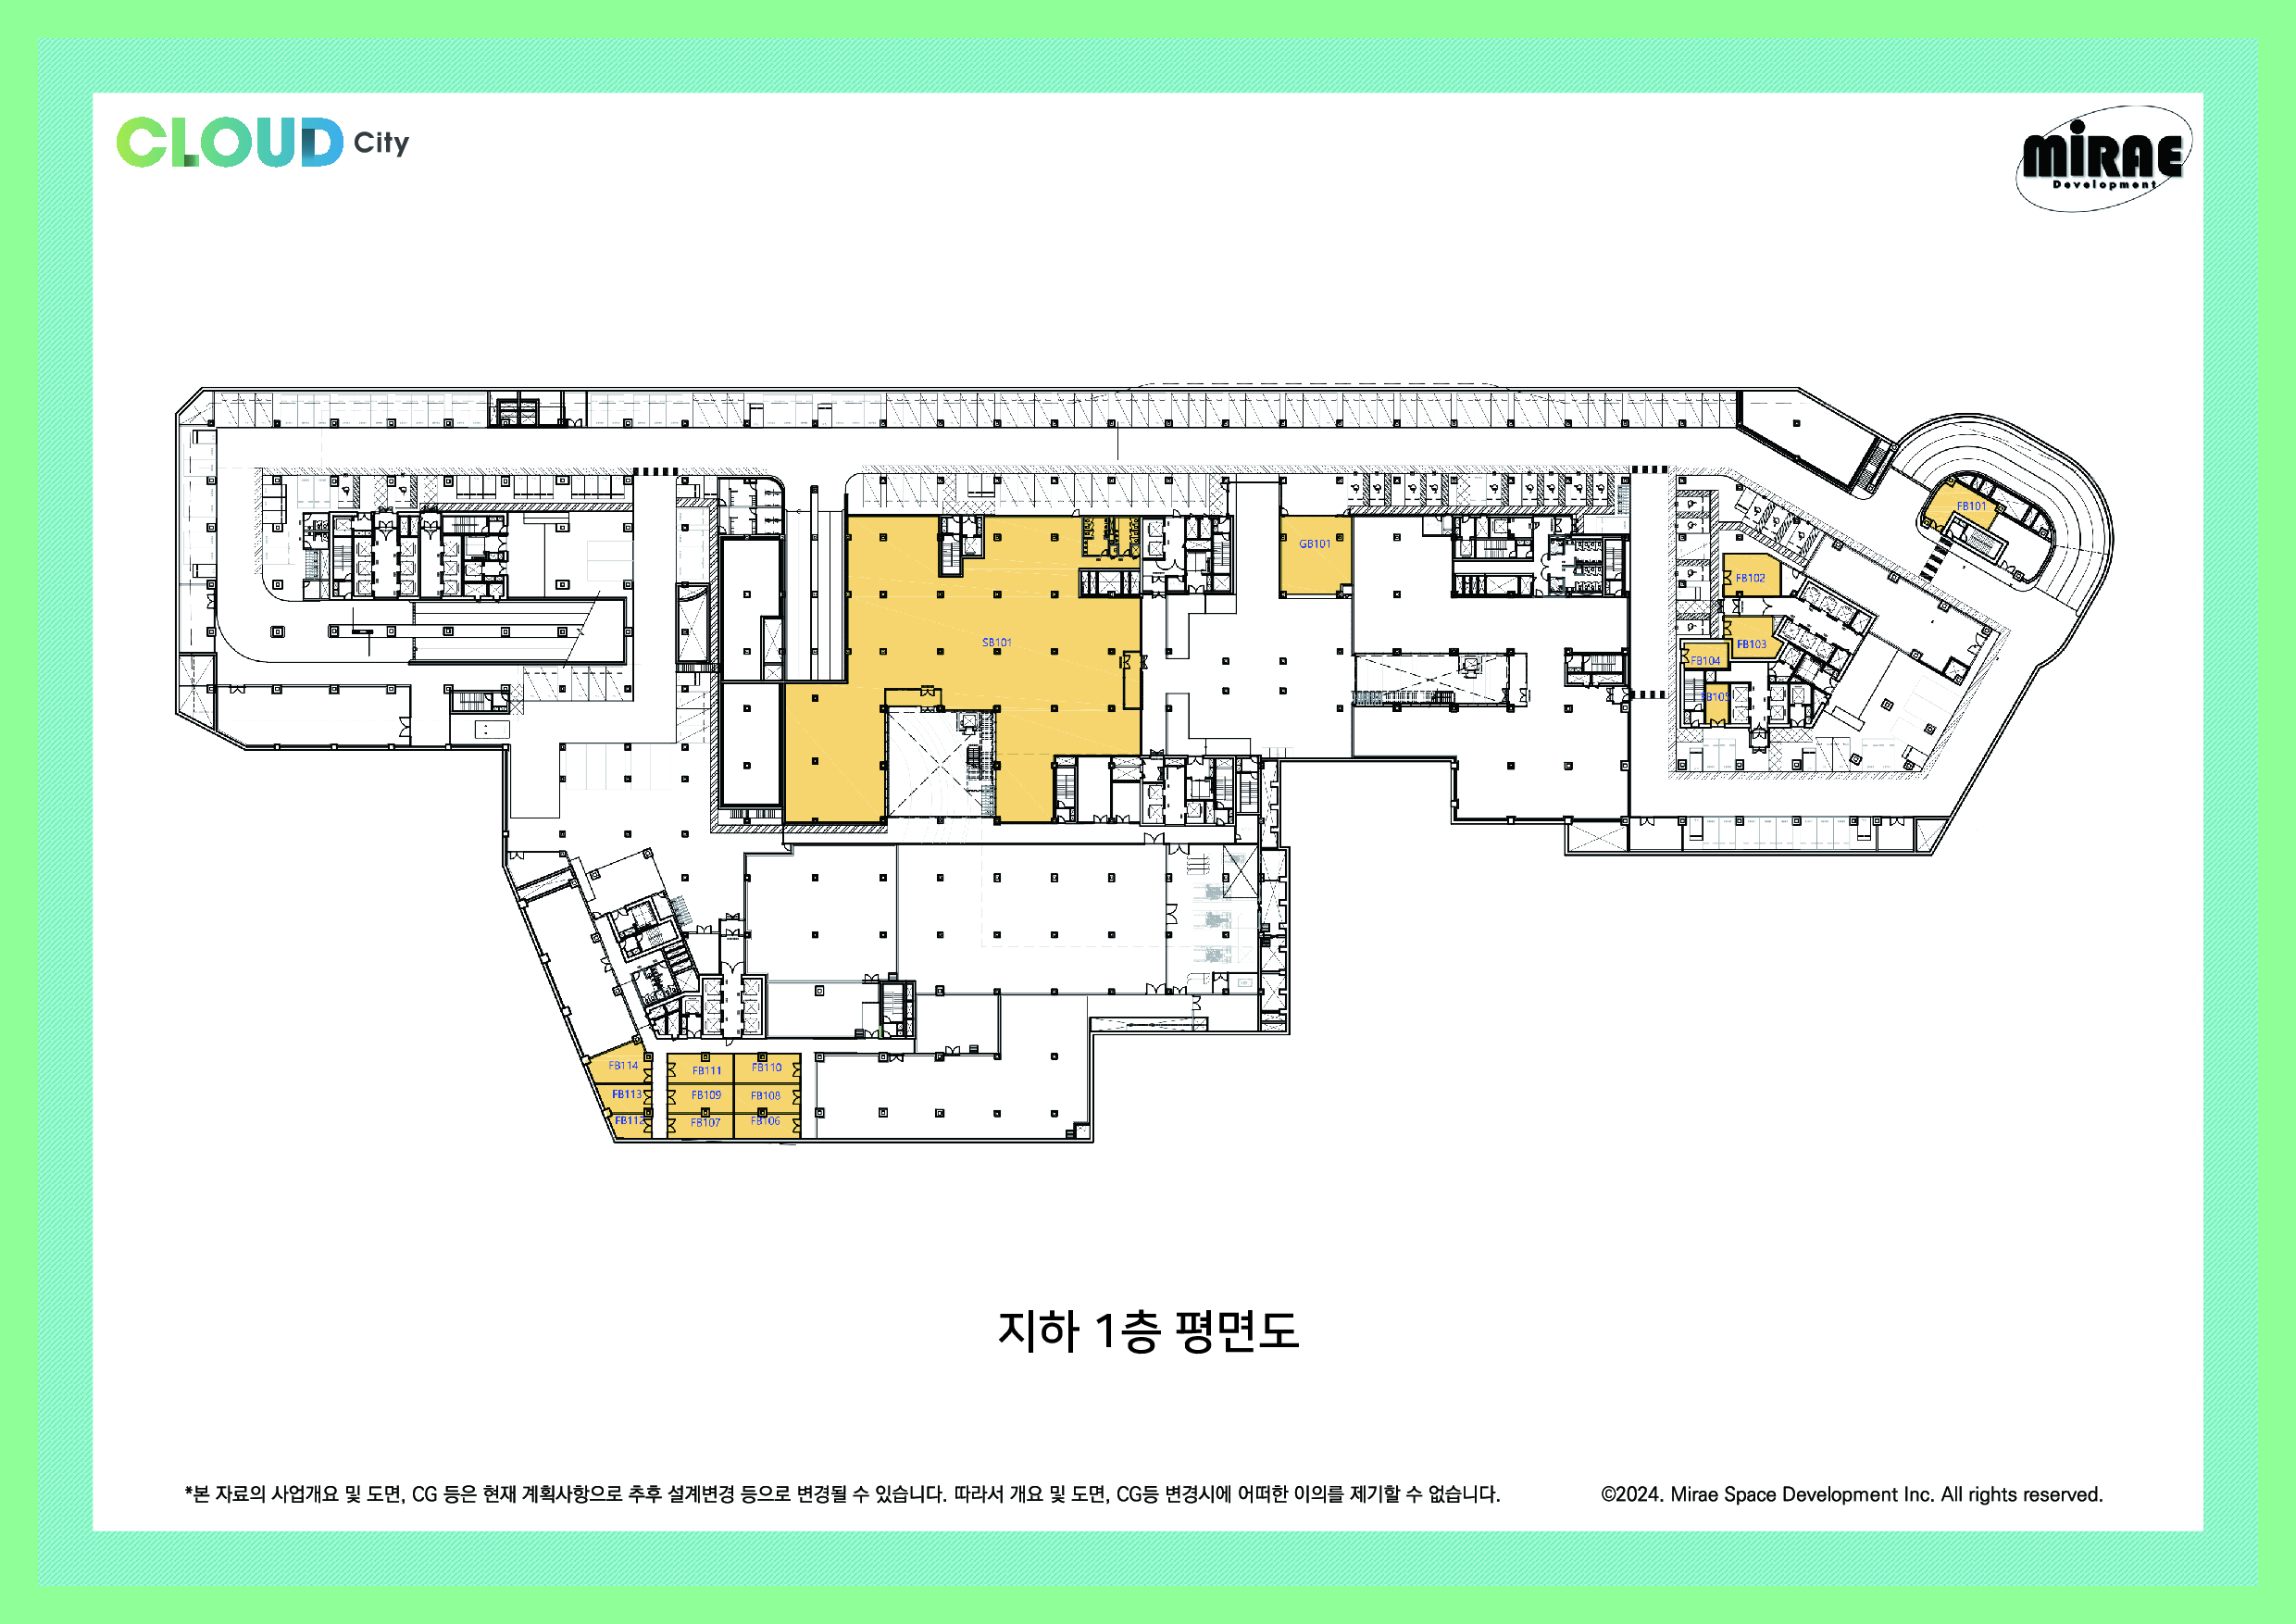 CLOUD City
MiRAE
Development
FB101
GB101
FB102
SB101
FB103
FB104
FB105
FB114
FB111
FB110
FB113
FB109
FB108
FB112
FB107
FB106
지하 1층 평면도
*본 자료의 사업개요 및 도면, CG 등은 현재 계획사항으로 추후 설계변경 등으로 변경될 수 있습니다. 따라서 개요 및 도면, CG등 변경시에 어떠한 이의를 제기할 수 없습니다.
©2024. Mirae Space Development Inc. All rights reserved.